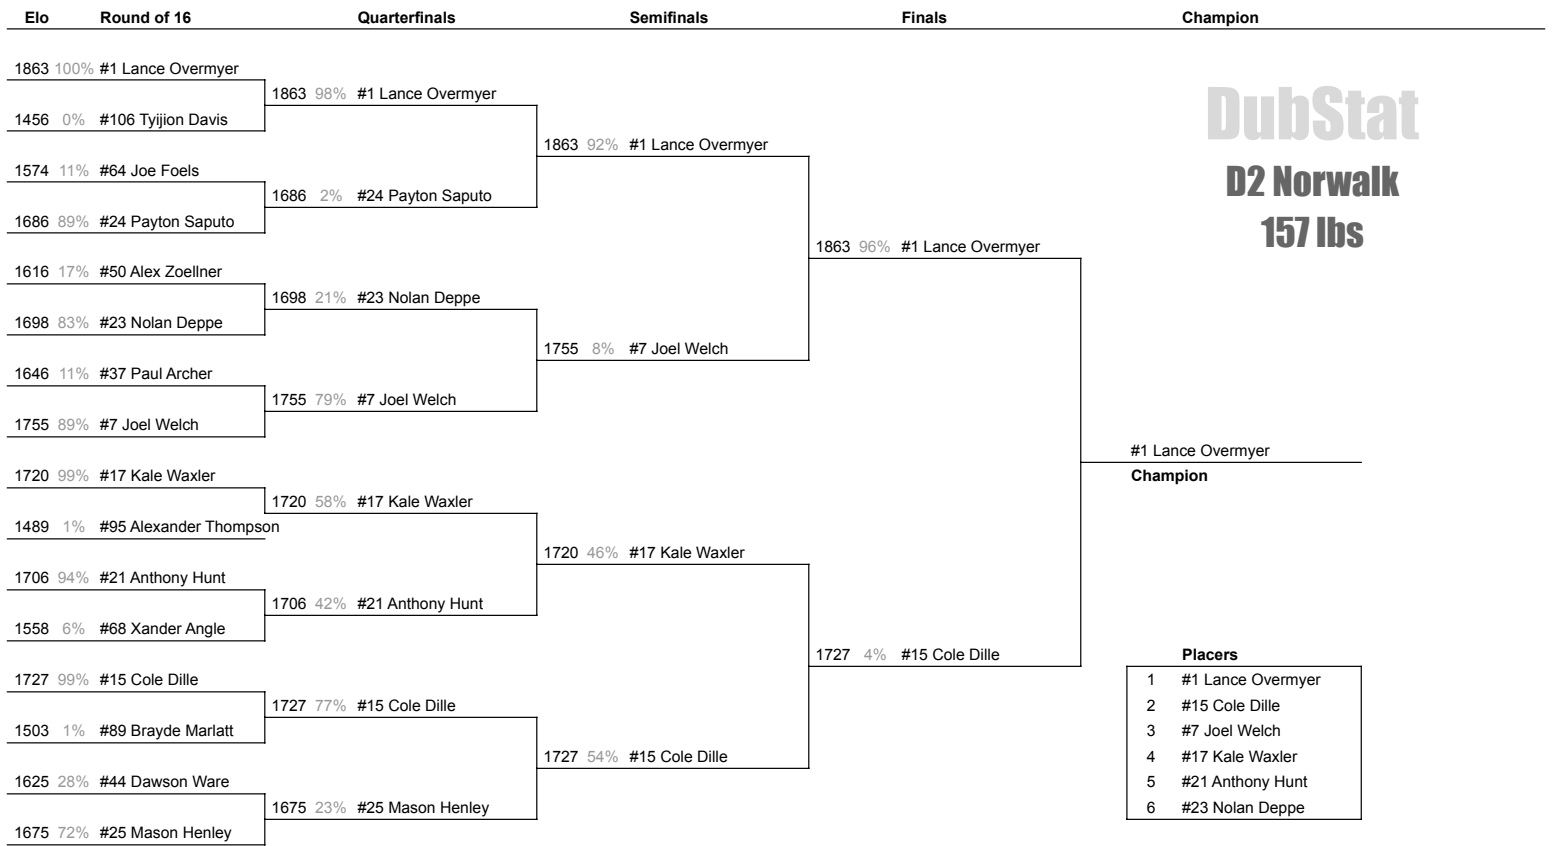 Elo Round of 16 Quarterfinals Semifinals Finals Champion
1863 100% #1 Lance Overmyer
1863 98% #1 Lance Overmyer
1456 0% #106 Tyijion Davis
1863 92% #1 Lance Overmyer
1574 11% #64 Joe Foels
1686 2% #24 Payton Saputo
1686 89% #24 Payton Saputo
DubStat
D2 Norwalk
157 lbs
1863 96% #1 Lance Overmyer
1616 17% #50 Alex Zoellner
1698 21% #23 Nolan Deppe
1698 83% #23 Nolan Deppe
1755 8% #7 Joel Welch
1646 11% #37 Paul Archer
1755 79% #7 Joel Welch
1755 89% #7 Joel Welch
#1 Lance Overmyer
Champion
1720 99% #17 Kale Waxler
1720 58% #17 Kale Waxler
1489 1% #95 Alexander Thompson
1720 46% #17 Kale Waxler
1706 94% #21 Anthony Hunt
1706 42% #21 Anthony Hunt
1558 6% #68 Xander Angle
1727 4% #15 Cole Dille
1727 99% #15 Cole Dille
1727 77% #15 Cole Dille
1503 1% #89 Brayde Marlatt
1727 54% #15 Cole Dille
1625 28% #44 Dawson Ware
1675 23% #25 Mason Henley
1675 72% #25 Mason Henley
Placers
1 #1 Lance Overmyer
2 #15 Cole Dille
3 #7 Joel Welch
4 #17 Kale Waxler
5 #21 Anthony Hunt
6 #23 Nolan Deppe